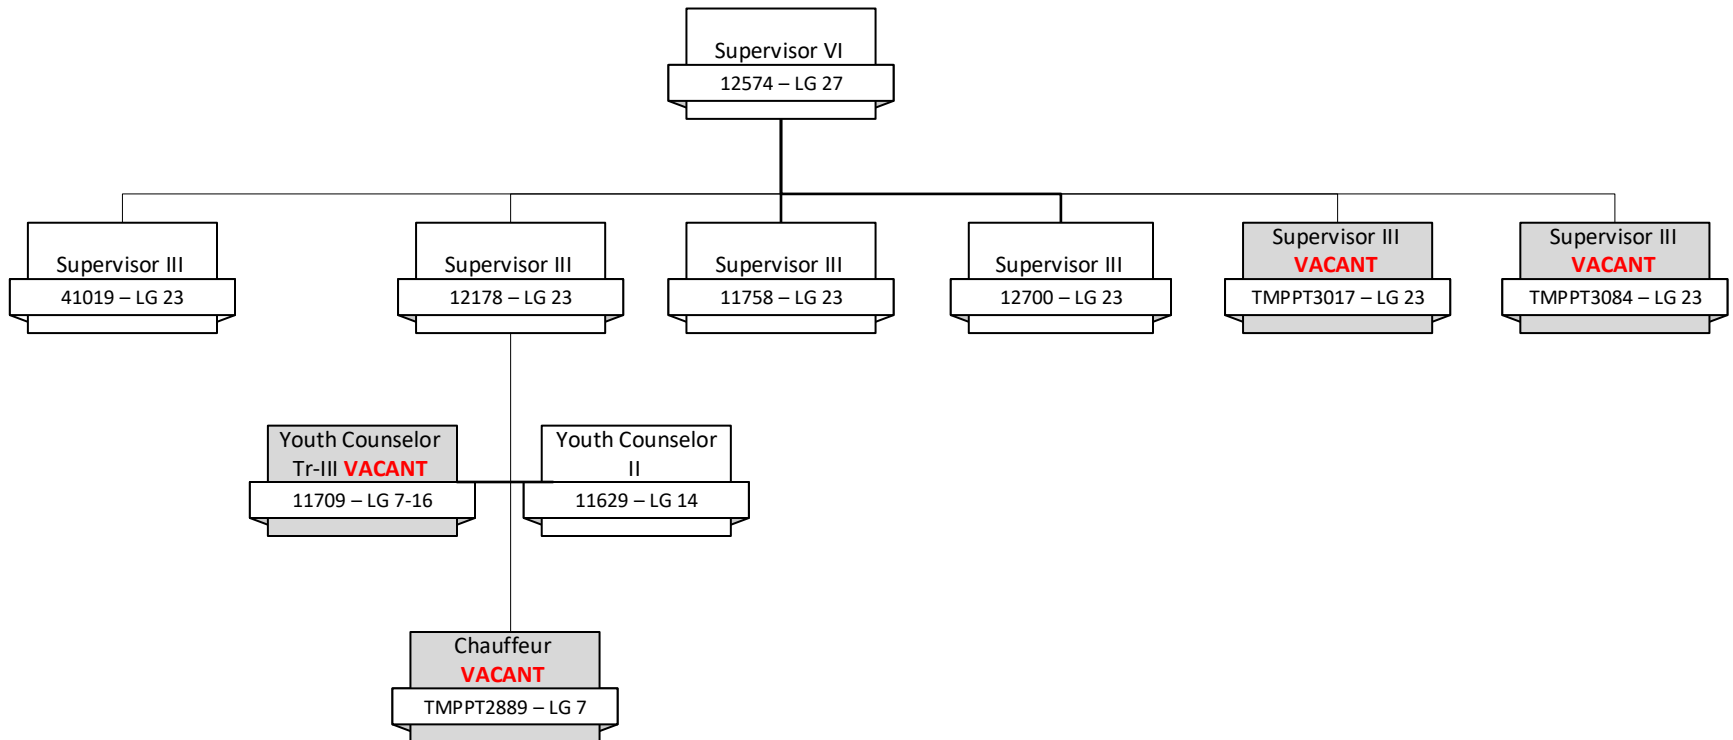 Supervisor VI
12574 – LG 27
Supervisor III
41019 – LG 23
Supervisor III
12178 – LG 23
Supervisor III
11758 – LG 23
Supervisor III
12700 – LG 23
Supervisor III
VACANT
TMPPT3017 – LG 23
Supervisor III
VACANT
TMPPT3084 – LG 23
Youth Counselor
Tr-III VACANT
11709 – LG 7-16
Youth Counselor
II
11629 – LG 14
Chauffeur
VACANT
TMPPT2889 – LG 7